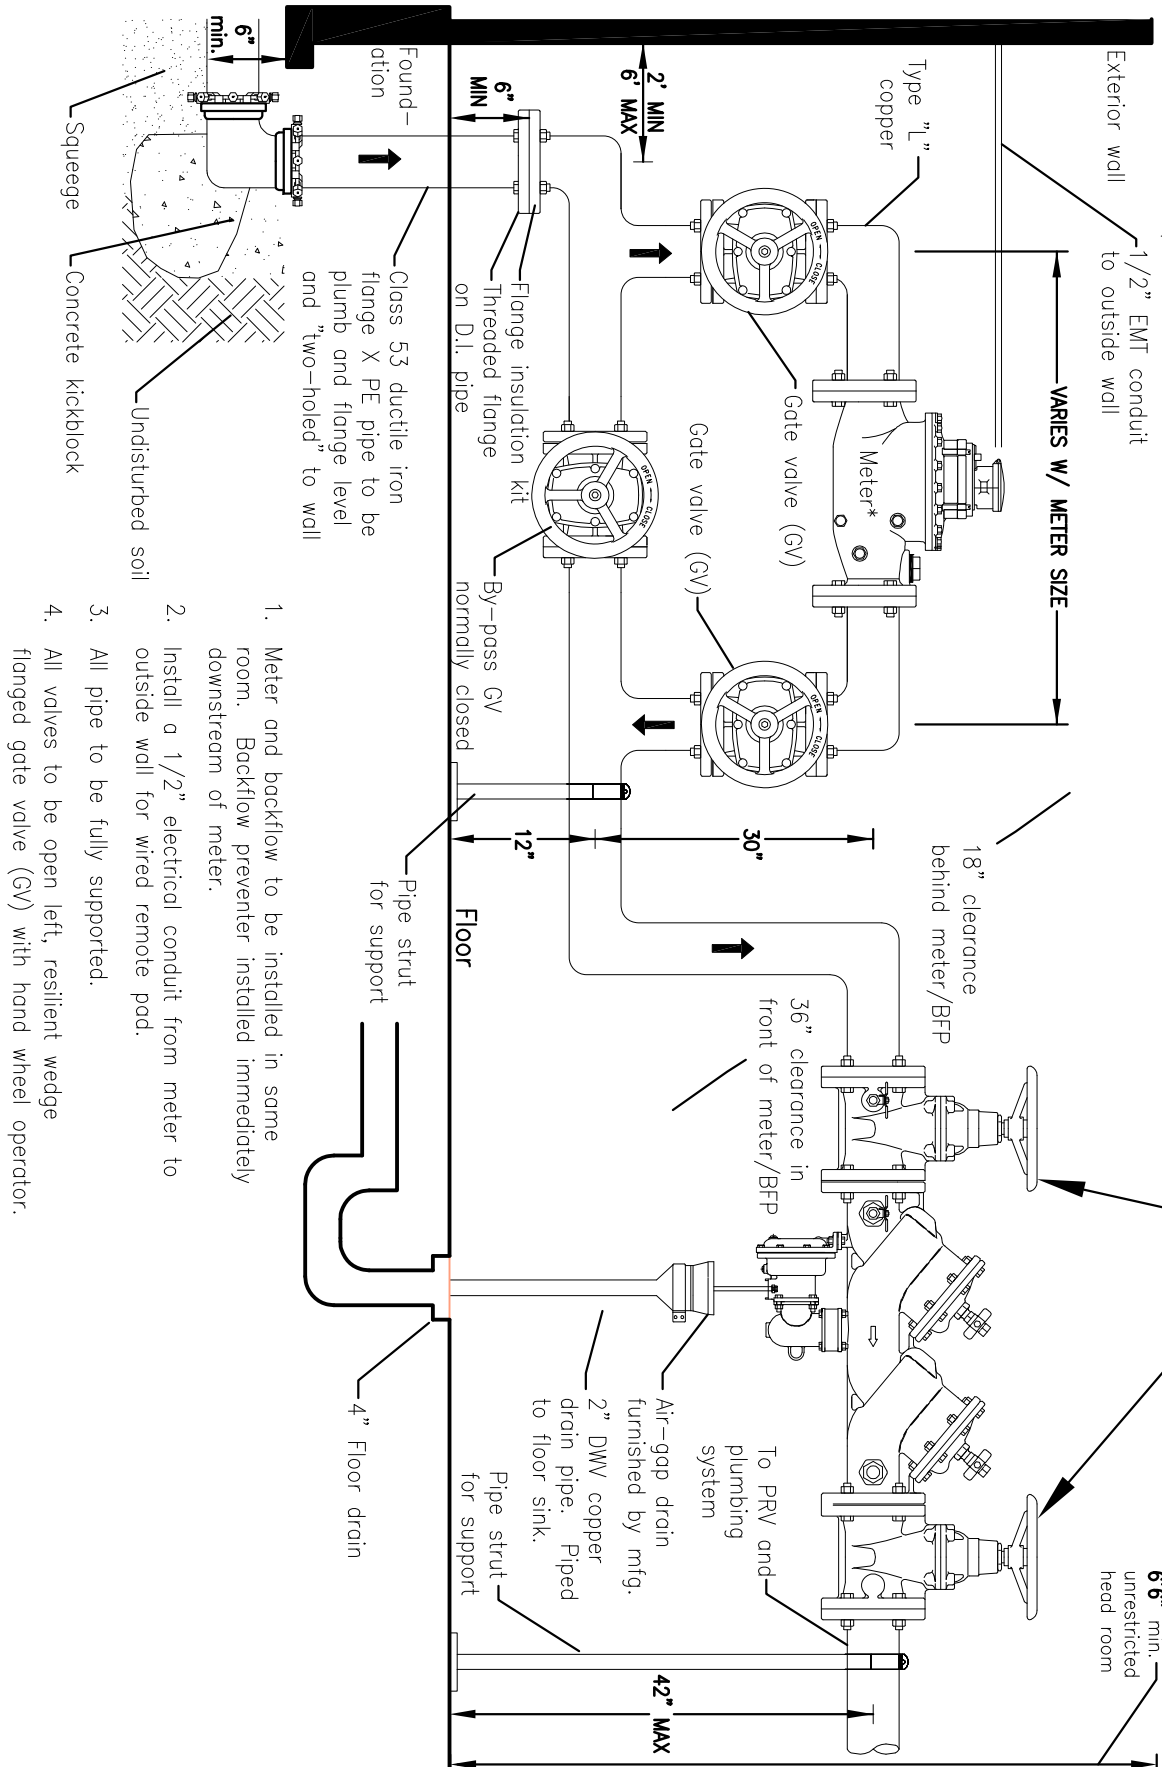 Exterior wall
1/2" EMT conduit
to outside wall
VARIES W/ METER SIZE
Type "L"
copper
2' MIN
6' MAX
Gate valve (GV)
Meter*
Gate valve (GV)
OPEN CLOSE
OPEN CLOSE
OPEN CLOSE
18" clearance
behind meter/BFP
6'6" min.
unrestricted
head room
6"
MIN
Flange insulation kit
Threaded flange
on D.I. pipe
By-pass GV
normally closed
30"
12"
36" clearance in
front of meter/BFP
To PRV and
plumbing
system
Air-gap drain
furnished by mfg.
2" DWV copper
drain pipe. Piped
to floor sink.
Pipe strut
for support
42" MAX
Floor
Found-
ation
6"
min.
Class 53 ductile iron
flange X PE pipe to be
plumb and flange level
and "two-holed" to wall
Pipe strut
for support
4" Floor drain
Squeege
Concrete kickblock
Undisturbed soil
1. Meter and backflow to be installed in same
room. Backflow preventer installed immediately
downstream of meter.
2. Install a 1/2" electrical conduit from meter to
outside wall for wired remote pad.
3. All pipe to be fully supported.
4. All valves to be open left, resilient wedge
flanged gate valve (GV) with hand wheel operator.